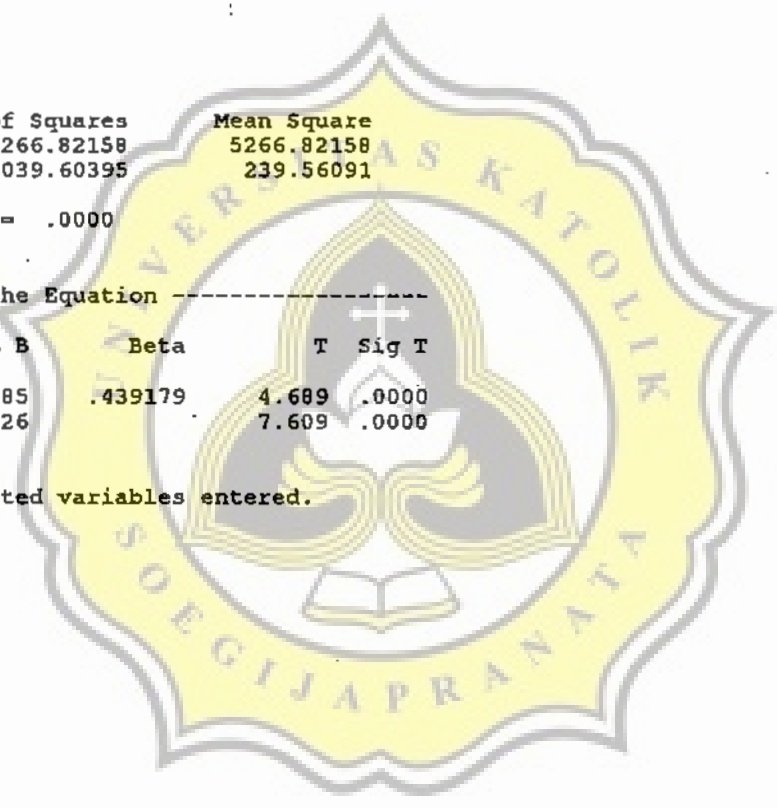 f Squares Mean Square
266.82158 5266.82158
039.60395 239.56091
= .0000
he Equation ------------------
B Beta T Sig T
85 .439179 4.689 .0000
26 7.609 .0000
ted variables entered.
UNIVERSITAS KATOLIK
SOEGIJAPRANATA